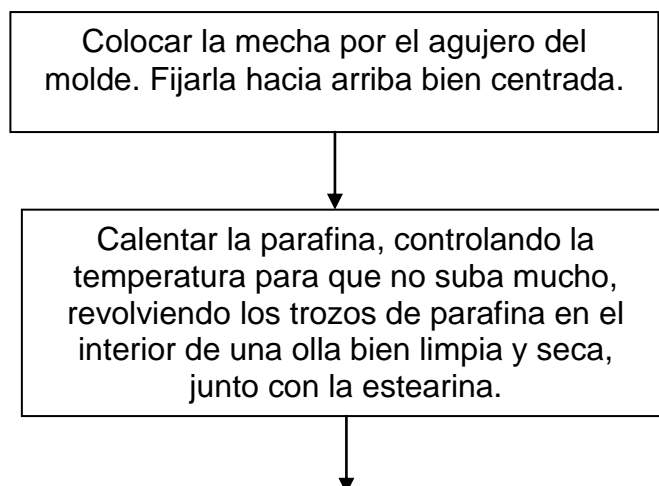 Colocar la mecha por el agujero del
molde. Fijarla hacia arriba bien centrada.
Calentar la parafina, controlando la
temperatura para que no suba mucho,
revolviendo los trozos de parafina en el
interior de una olla bien limpia y seca,
junto con la estearina.